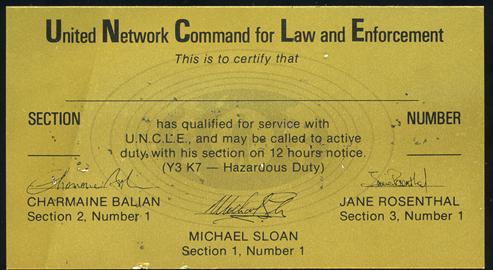 United Network Command for Law and Enforcement
This is to certify that
SECTION
NUMBER
has qualified for service with
U.N.C.L.E., and may be called to active
duty with his section on 12 hours notice.
(Y3 K7 — Hazardous Duty)
CHARMAINE BALIAN
Section 2, Number 1
JANE ROSENTHAL
Section 3, Number 1
MICHAEL SLOAN
Section 1, Number 1